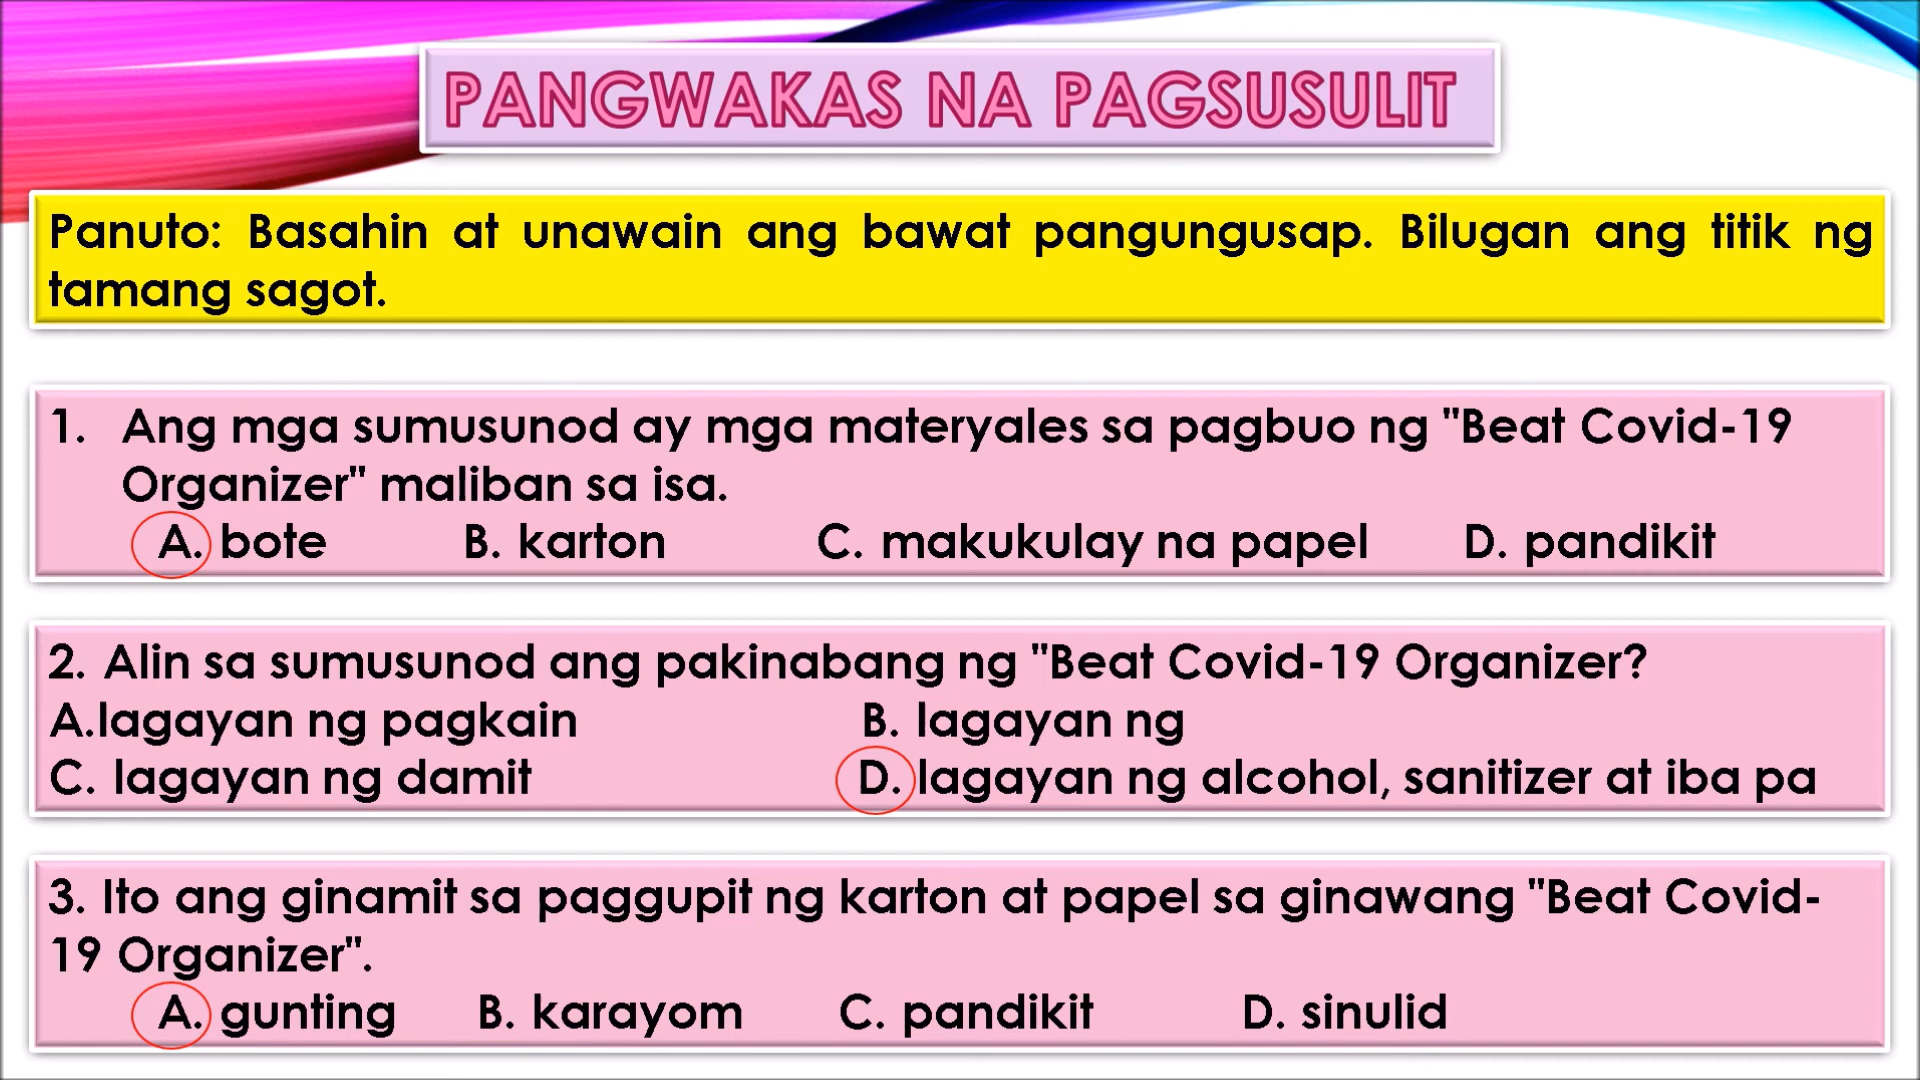 PANGWAKAS NA PAGSUSULIT
Panuto: Basahin at unawain ang bawat pangungusap. Bilugan ang titik ng
tamang sagot.
1. Ang mga sumusunod ay mga materyales sa pagbuo ng "Beat Covid-19
Organizer" maliban sa isa.
A. bote B. karton C. makukulay na papel D. pandikit
2. Alin sa sumusunod ang pakinabang ng "Beat Covid-19 Organizer?
A.lagayan ng pagkain B. lagayan ng
C. lagayan ng damit D. lagayan ng alcohol, sanitizer at iba pa
3. Ito ang ginamit sa paggupit ng karton at papel sa ginawang "Beat Covid-
19 Organizer".
A. gunting B. karayom C. pandikit D. sinulid